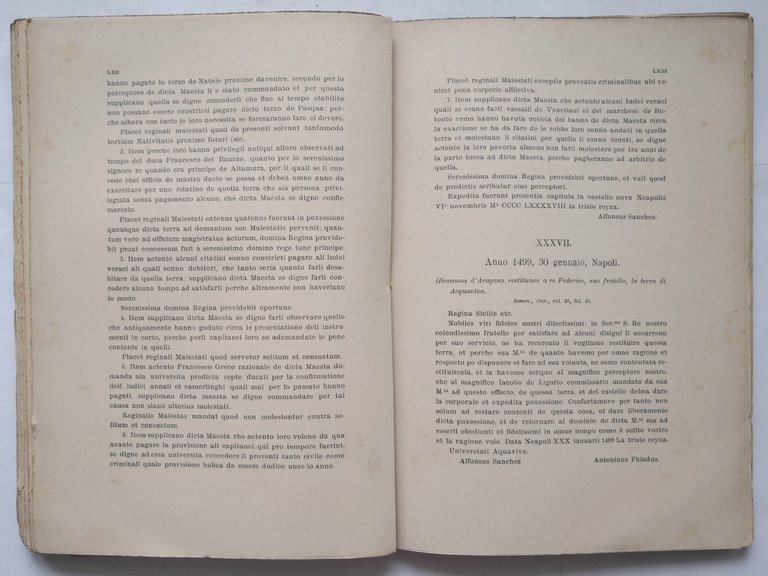 LXII
hanno pagato lo terzo de Natale proxime davenire, secundo per lo
perceptore de dicta Maesta li e stato commandato et per questo
supplicano quella se digne concederli che fine al tempo stabilito
non possano essere constricti pagare dicto terzo de Pasqua: per-
che alhora con tucto le loro necessita se forzaranno fare el devere.
Placet reginali maiestati quod de presenti solvant tantumodo
tertium Nativitatis proxime futuri (sic).
2. Item perche loro hanno privilegii antiqui alloro observati ad
tempo del duca Francesco del Bauczo, quanto per lo serenissimo
signore re quando era principe de Altamura, per li quali se li con-
cede chel officio de mastro dacte se possa et debea omne anno da
exercitare per uno citatino de quella terra che sia persona privi-
legiata senza pagamento alcuno, che dicta Maesta se digne confir-
marcelo.
Placet reginali Maiestati catenus quatenus fuerunt in poxessione
quousque dicta terra ad demanium sue Maiestatis pervenit; quan-
tum vero ad officium magistratus actorum, domina Regina provide-
bit prout concessum fuit a serenissimo domino rege tunc principe.
3. Item actento alcuni citatini sonno constricti pagare ali Iudei
veraci ali quali sonno debitori, che tanto soria quanto farli desa-
bitare da quella terra: supplicano dicta Maesta se digne farli con-
cedere alcuno tempo ad satisfarli perche altramente non haveriano
lo modo.
Serenissima domina Regina providebit oportune.
4. Item supplicano dicta Maesta se digne farli observare quello
che antiquamente hanno goduto circa le presentatione deli instru-
menti in corte, perche perli capitanei loro so ademandate le pene
contente in quelli.
Placet reginali Maiestati quod servetur solitum et consuetum.
5. Item actento Francesco Greco razionale de dicta Maesta do-
manda ala universita predicta septe ducati per la confirmatione
deli iudici annali et camerlinghi quali mai per lo passato hanno
pagati, supplicano dicta maesta se digne commandare per tal
causa non siano ulterius molestati.
Reginalis Maiestas mandat quod non molestentur contra so-
litum et consuetum.
6. Item supplicano dicta Maesta che actento loro voleno da qua
avante pagare la provisione ali capitanei qui pro tempore fuerint,
se digne ad essa universita concedere li proventi tanto civile como
criminali quale provisione habea da essere dudice unze lo anno.
LXIII
Placet reginali Maiestati exceptis proventis criminalibus ubi ve-
niret pena corporis afflictiva.
7. Item supplicano dicta Maesta che actento alcuni Iudei veraci
quali se erano facti vassalli de Venetiani et del marchese de Bo-
tonto como hanno havuta noticia del banno de dicta Maesta circa
la exactione se ha da fare de le robbe loro sonno andati in quella
terra et molestano li citatini per quello li sonno tenuti, se digne
actento la loro poverta almeno non farli molestare per tre anne de
la parte tocca ad dicta Maesta, perche pagheranno ad arbitrio de
quella.
Serenissima domina Regina providebit oportune, et vult quod
de predictis scribatur eius perceptori.
Expedita fuerunt presentia capitula in castello novo Neapolis
VIº novembris Mº CCCC LXXXXVIII la triste reyna.
Alfonsus Sanchez.
XXXVII.
Anno 1499, 30 gennaio, Napoli.
Giovanna d'Aragona restituisce a re Federico, suo fratello, la terra di
Acquaviva.
Somm., Cur., vol. 26, fol. 40.
Regina Sicilie etc.
Nobiles viri fideles nostri dilectissimi: lo Ser.mo S. Re nostro
colendissimo fratello per satisfare ad alcuni disigni li occurreno
per suo servicio, ne ha recercato li vogliamo restituire quessa
terra, et perche sua M.tà de quanto havemo per omne ragione et
respecto po disponere et fare ad sua voluntà, ne semo contentata re-
stituircela, et la havemo scripto al magnifico perceptore nostro,
che al magnifico Iacobo de Ligorio commissario mandato da sua
M.tà ad questo effecto, de quessa terra, et del castello debea dare
la corporale et expedita poxessione. Confortamove per tanto non
solum ad restare contenti de questa cosa, et dare liberamente
dicta poxessione, et de retornare al dominio de dicta M.tà ma ad
esserli obedienti et fidelissimi in omne tempo como è solito vostro
et la ragione vole. Data Neapoli XXX ianuarii 1499 La triste reyna.
Universtati Aquavive.
Alfonsus Sanchez
Antoninus Phiodus.